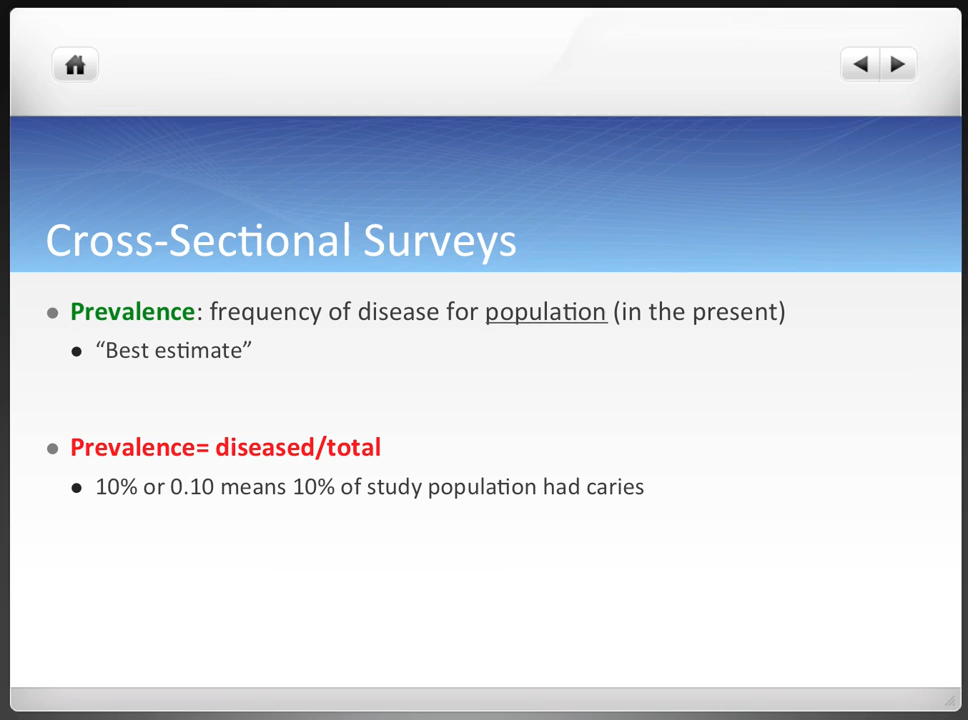 Cross-Sectional Surveys
Prevalence: frequency of disease for population (in the present)
“Best estimate”
Prevalence= diseased/total
10% or 0.10 means 10% of study population had caries